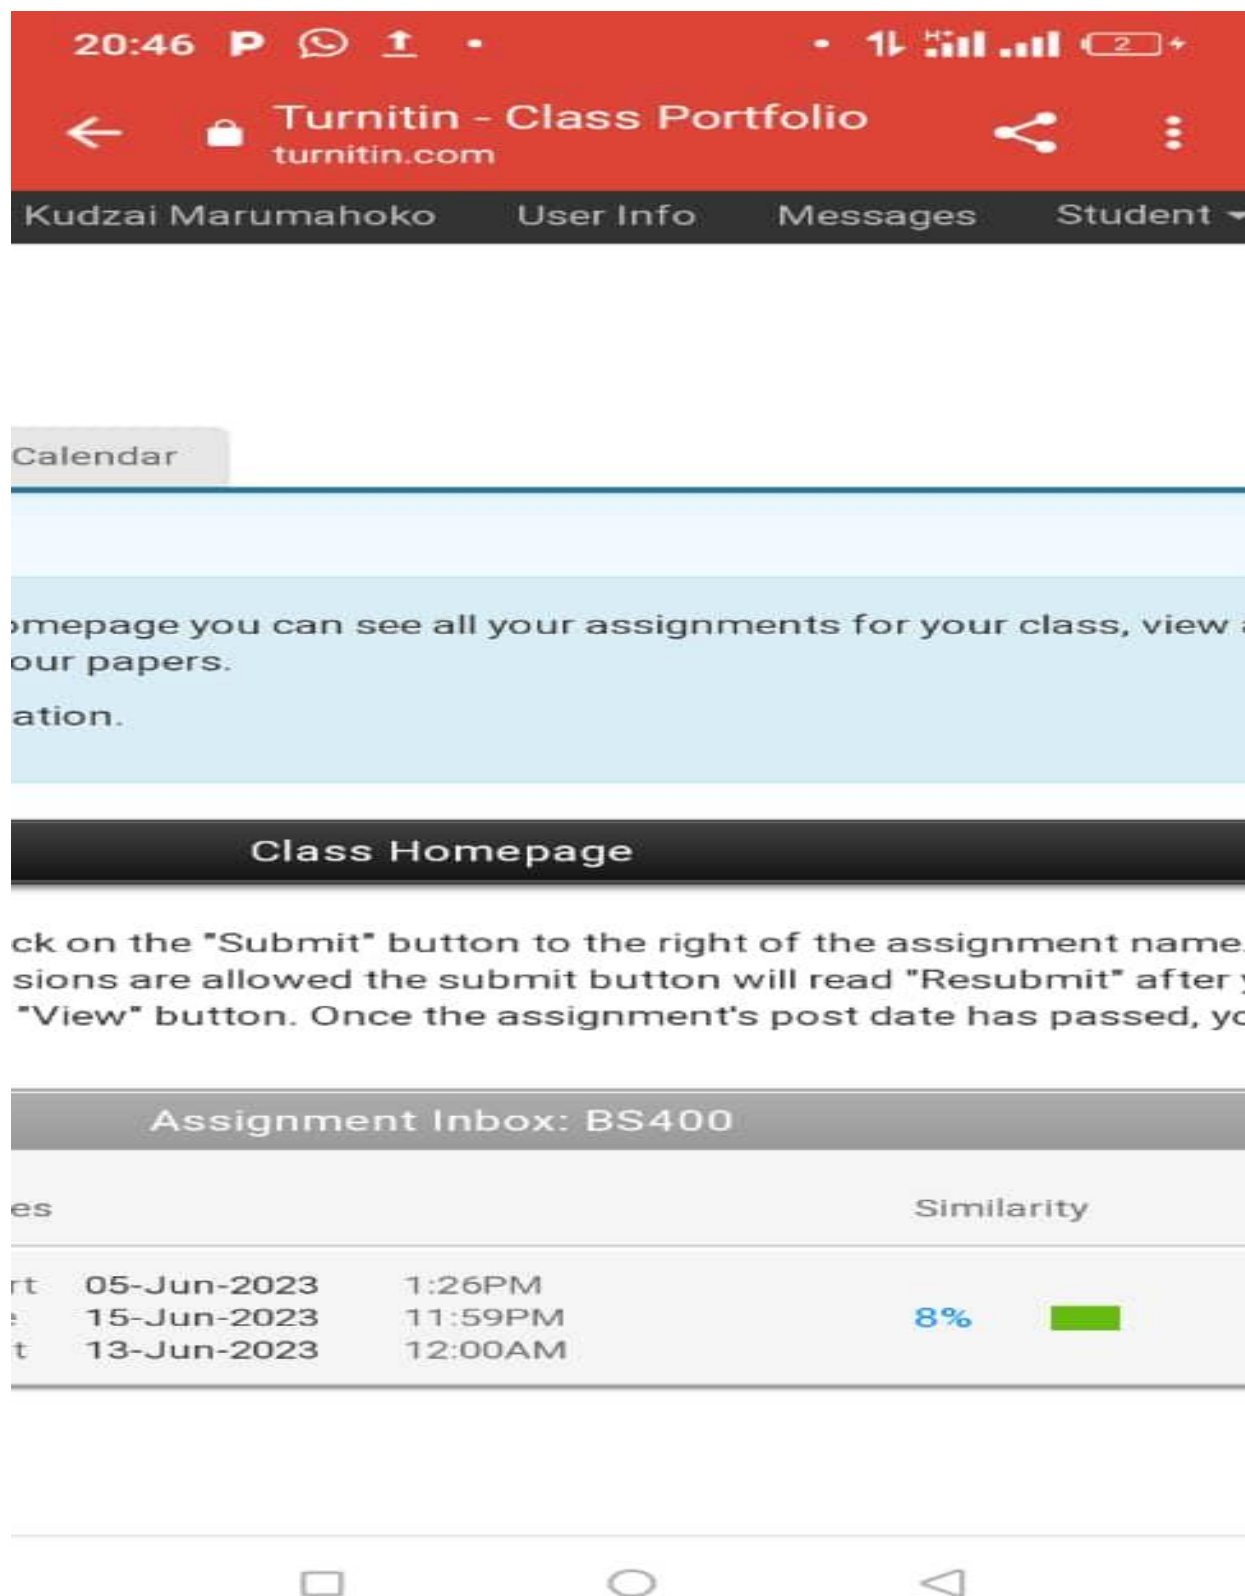 20:46
2
Turnitin - Class Portfolio
turnitin.com
Kudzai Marumahoko User Info Messages Student
Calendar
omepage you can see all your assignments for your class, view
our papers.
ation.
Class Homepage
ck on the "Submit" button to the right of the assignment name.
sions are allowed the submit button will read "Resubmit" after
"View" button. Once the assignment's post date has passed, yo
Assignment Inbox: BS400
es Similarity
rt 05-Jun-2023 1:26PM
e 15-Jun-2023 11:59PM 8%
t 13-Jun-2023 12:00AM